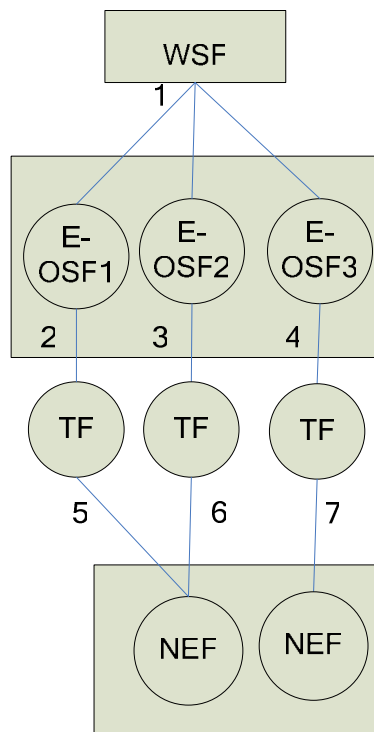 WSF
1
E-
OSF1
E-
OSF2
E-
OSF3
2
3
4
TF
TF
TF
5
6
7
NEF
NEF